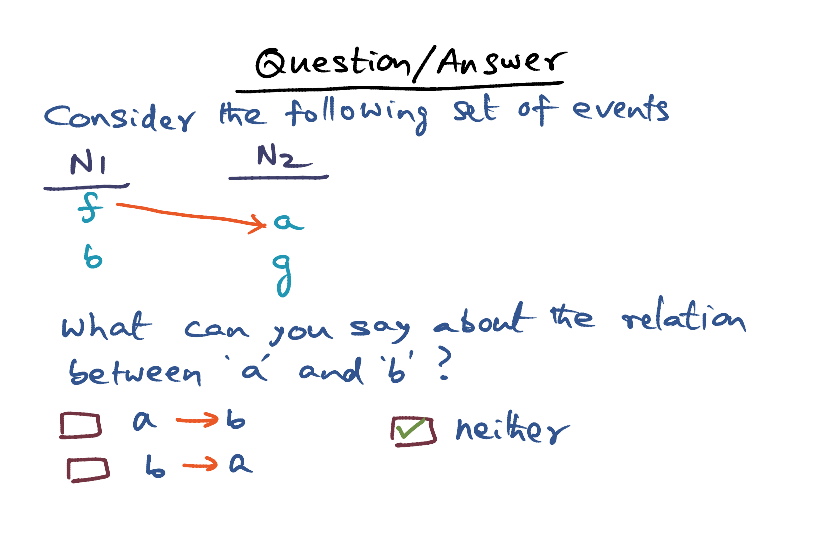 Question/Answer
Consider the following set of events
N1 N2
f → a
b g
What can you say about the relation
between 'a' and 'b' ?
a → b
neither
b → a